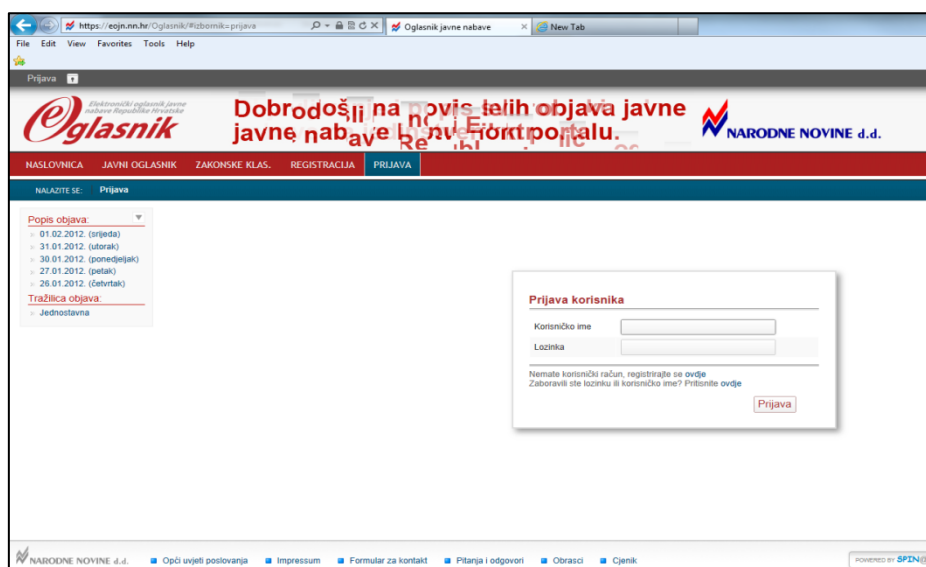 https://eojn.nn.hr/Oglasnik/#izbornik=prijava
Oglasnik javne nabave
New Tab
File Edit View Favorites Tools Help
Prijava
Elektronički oglasnik javne
nabave Republike Hrvatske
Oglasnik
javne
javne
portalu.
NARODNE NOVINE d.d.
NASLOVNICA JAVNI OGLASNIK ZAKONSKE KLAS. REGISTRACIJA PRIJAVA
NALAZITE SE: Prijava
Popis objava:
01.02.2012. (srijeda)
31.01.2012. (utorak)
30.01.2012. (ponedjeljak)
27.01.2012. (petak)
26.01.2012. (četvrtak)
Tražilica objava:
Jednostavna
Prijava korisnika
Korisničko ime
Lozinka
Nemate korisnički račun, registrirajte se ovdje
Zaboravili ste lozinku ili korisničko ime? Pritisnite ovdje
Prijava
NARODNE NOVINE d.d. Opći uvjeti poslovanja Impressum Formular za kontakt Pitanja i odgovori Obrasci Cjenik POWERED BY